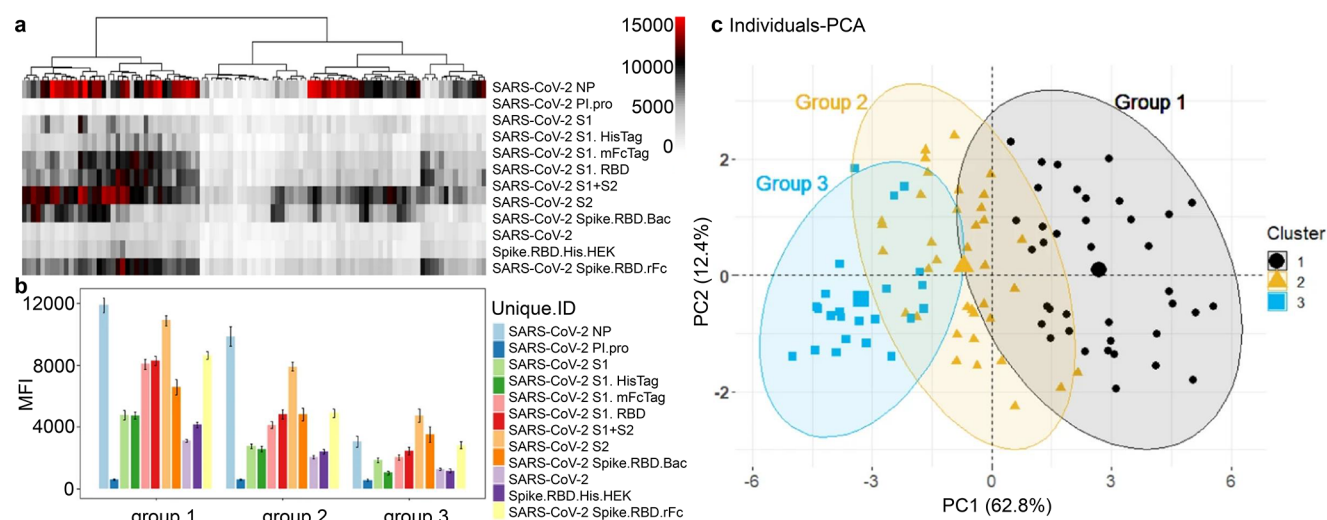 a
15000
10000
5000
0
SARS-CoV-2 NP
SARS-CoV-2 PI.pro
SARS-CoV-2 S1
SARS-CoV-2 S1. HisTag
SARS-CoV-2 S1. mFcTag
SARS-CoV-2 S1. RBD
SARS-CoV-2 S1+S2
SARS-CoV-2 S2
SARS-CoV-2 Spike.RBD.Bac
SARS-CoV-2
Spike.RBD.His.HEK
SARS-CoV-2 Spike.RBD.rFc
b
MFI
12000
8000
4000
0
group 1
group 2
group 3
Unique.ID
SARS-CoV-2 NP
SARS-CoV-2 PI.pro
SARS-CoV-2 S1
SARS-CoV-2 S1. HisTag
SARS-CoV-2 S1. mFcTag
SARS-CoV-2 S1. RBD
SARS-CoV-2 S1+S2
SARS-CoV-2 S2
SARS-CoV-2 Spike.RBD.Bac
SARS-CoV-2
Spike.RBD.His.HEK
SARS-CoV-2 Spike.RBD.rFc
c Individuals-PCA
Group 1
Group 2
Group 3
PC2 (12.4%)
2
0
-2
-6
-3
0
3
6
PC1 (62.8%)
Cluster
1
2
3